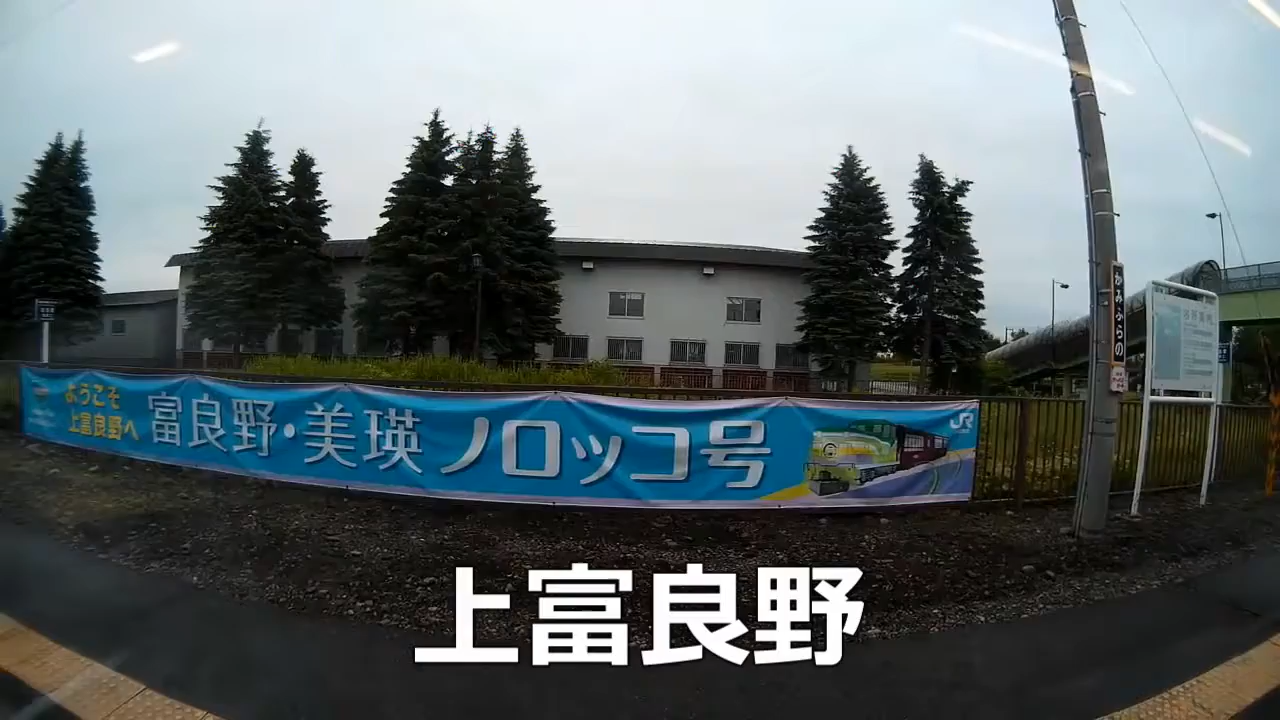 ようこそ
上富良野へ
富良野・美瑛 ノロッコ号
JR
かみふらの
上富良野